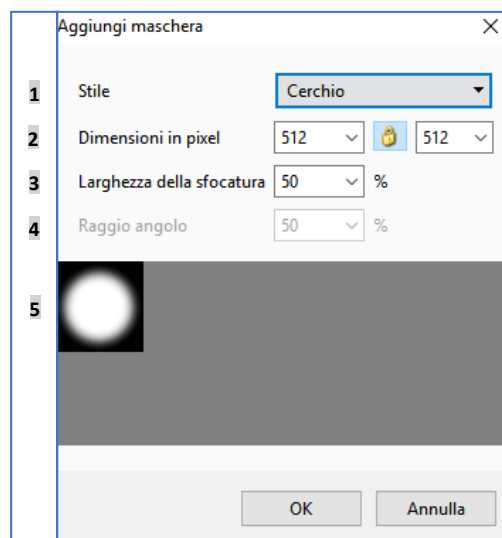 Aggiungi maschera
1 Stile Cerchio
2 Dimensioni in pixel 512 512
3 Larghezza della sfocatura 50 %
4 Raggio angolo 50 %
5
OK Annulla